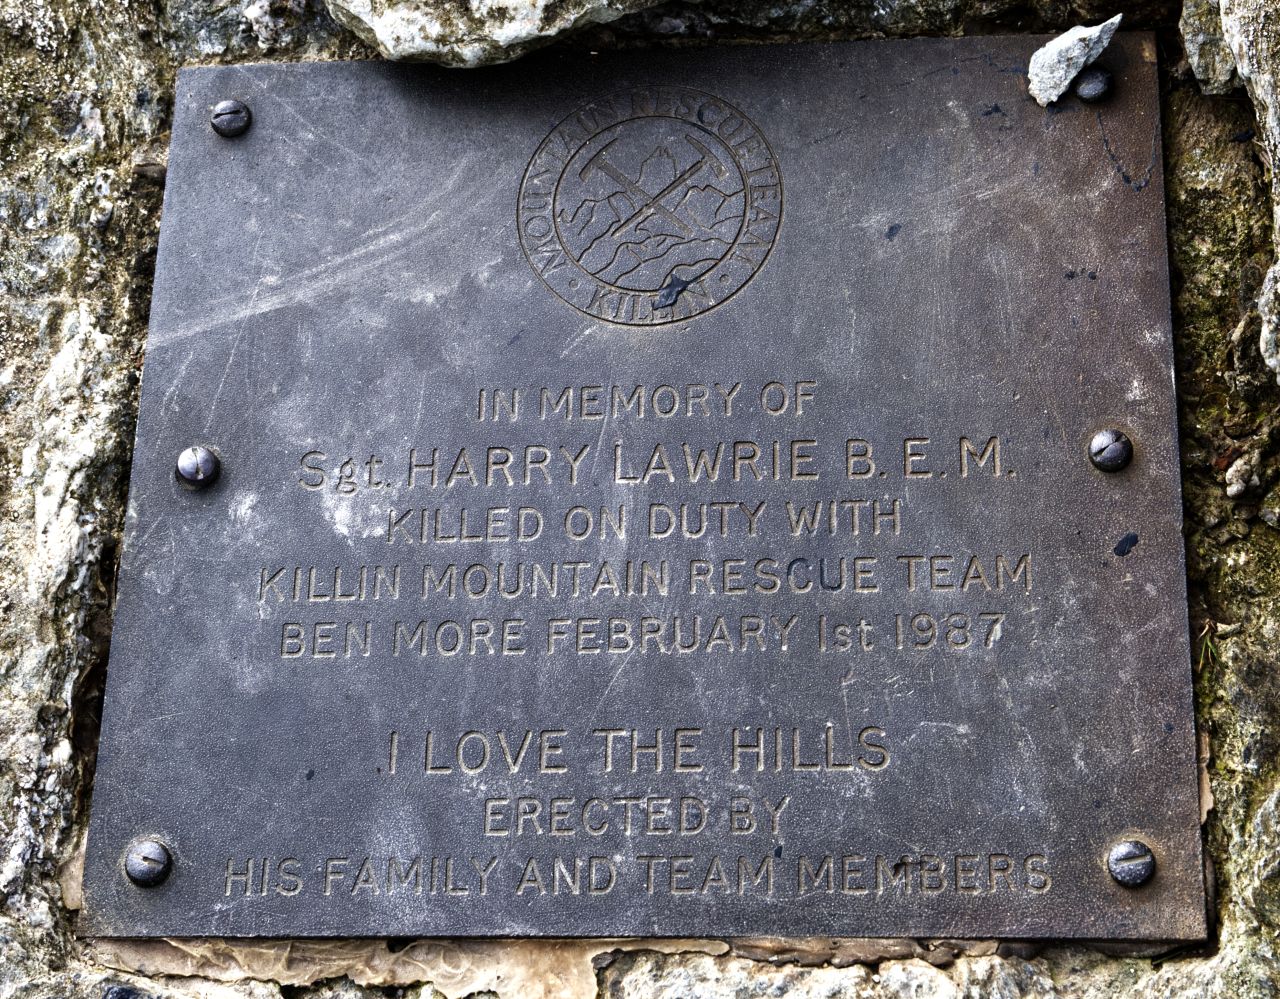 MOUNTAIN RESCUE TEAM
KILLIN
IN MEMORY OF
Sgt. HARRY LAWRIE B.E.M.
KILLED ON DUTY WITH
KILLIN MOUNTAIN RESCUE TEAM
BEN MORE FEBRUARY 1st 1987
I LOVE THE HILLS
ERECTED BY
HIS FAMILY AND TEAM MEMBERS